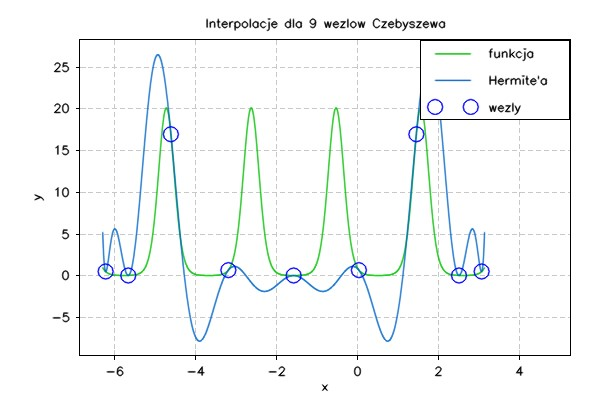 Interpolacje dla 9 wezlow Czebyszewa
funkcja
Hermite'a
wezly
25
20
15
10
5
0
−5
y
−6 −4 −2 0 2 4
x